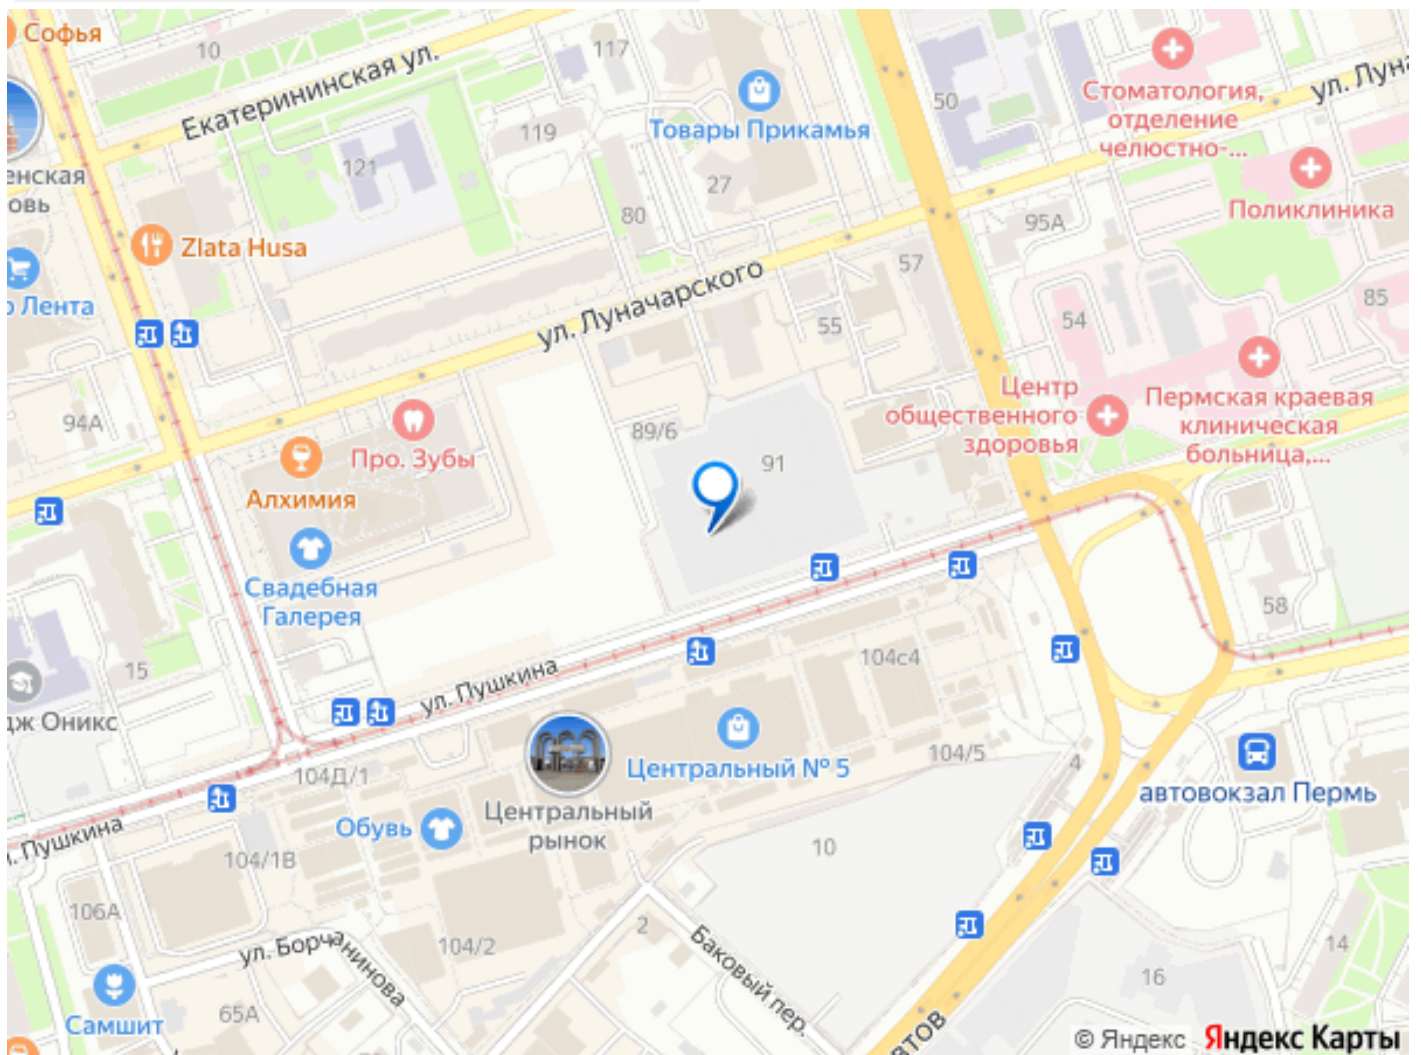 Софья
10
117
Екатерининская ул.
50
Стоматология,
отделение
челюстно-...
ул. Луна
Товары Прикамья
119
121
27
80
енская
овь
Поликлиника
95А
Zlata Husa
57
о Лента
ул. Луначарского
85
55
54
Центр
общественного
здоровья
Пермская краевая
клиническая
больница,...
94А
89/6
91
Про. Зубы
Алхимия
Свадебная
Галерея
58
15
ул. Пушкина
104с4
дж Оникс
104Д/1
Центральный № 5
104/5
4
автовокзал Пермь
Центральный
рынок
Обувь
. Пушкина
104/1В
10
106А
2
104/2
ул. Борчанинова
Баковый пер.
14
16
65А
Самшит
втов
© Яндекс Яндекс Карты